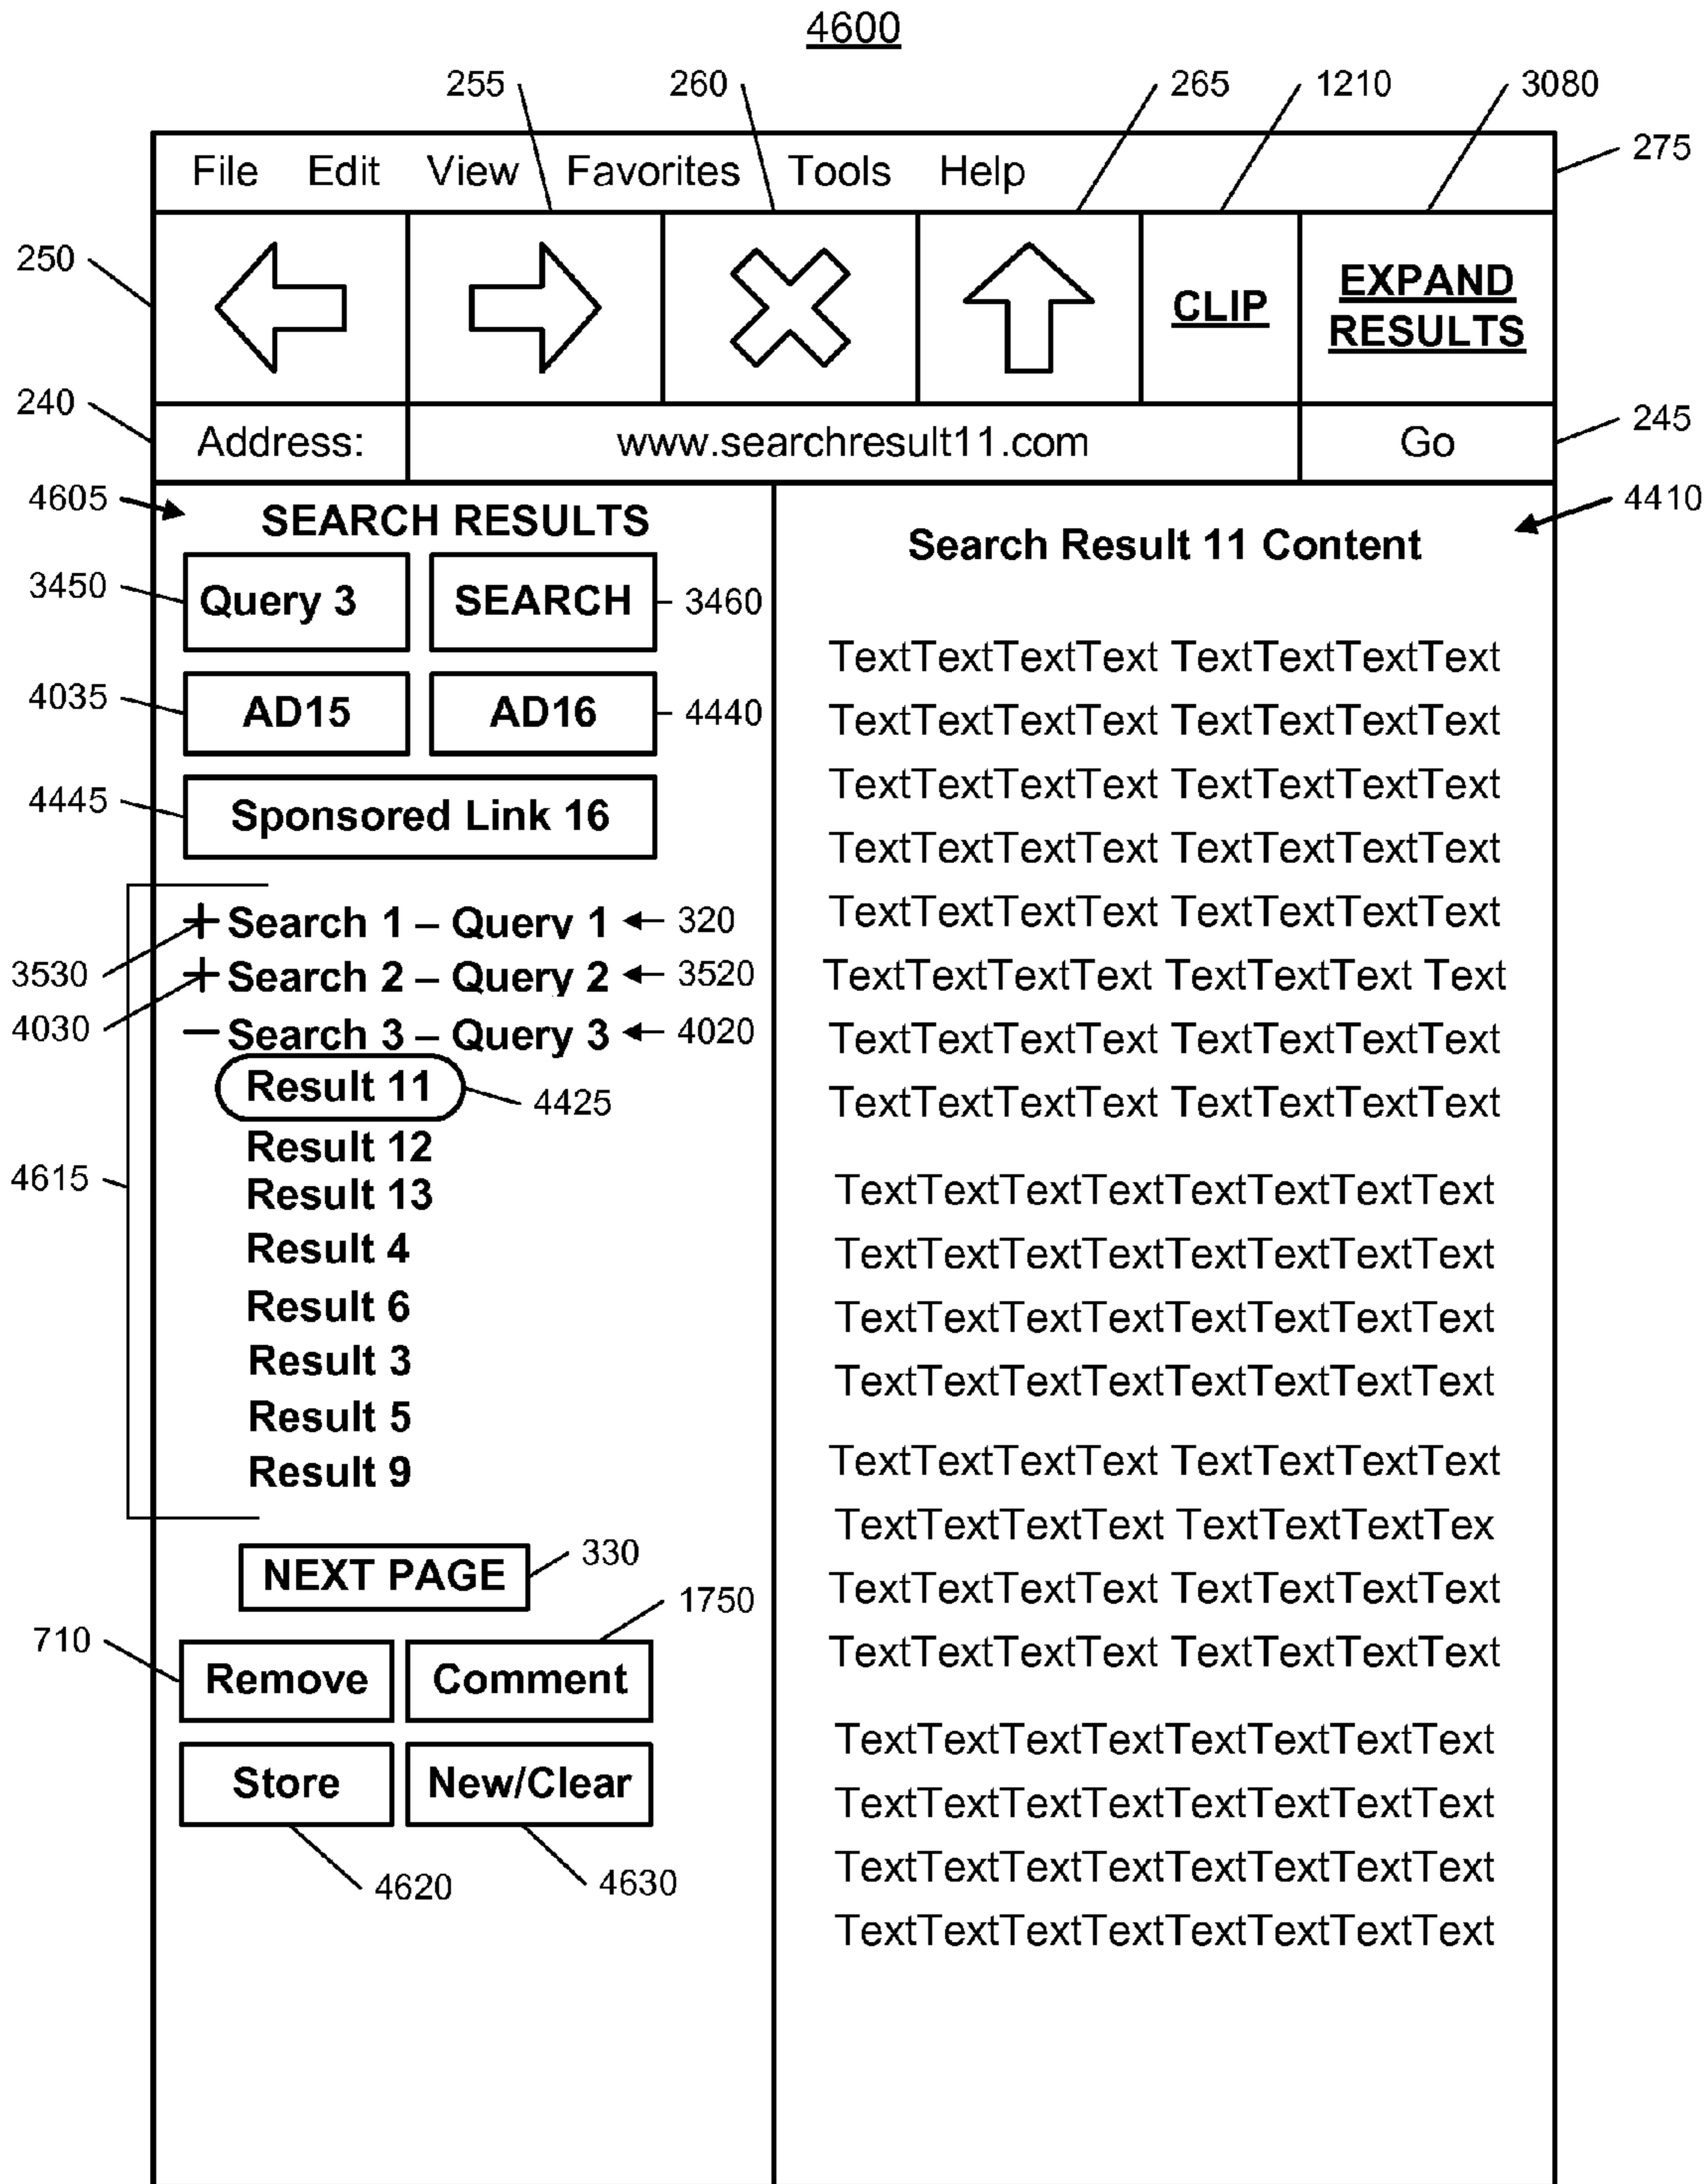 4600
255 260 265 1210 3080
File Edit View Favorites Tools Help 275
250
CLIP EXPAND
RESULTS
240 Address: www.searchresult11.com Go 245
4605 SEARCH RESULTS 4410
Search Result 11 Content
3450 Query 3 SEARCH 3460
4035 AD15 AD16 4440
4445 Sponsored Link 16
+ Search 1 – Query 1 320
3530 + Search 2 – Query 2 3520
4030 – Search 3 – Query 3 4020
Result 11 4425
Result 12
4615 Result 13
Result 4
Result 6
Result 3
Result 5
Result 9
NEXT PAGE 330
1750
710 Remove Comment
Store New/Clear
4620 4630
TextTextTextText TextTextTextText
TextTextTextText TextTextTextText
TextTextTextText TextTextTextText
TextTextTextText TextTextTextText
TextTextTextText TextTextTextText
TextTextTextText TextTextText Text
TextTextTextText TextTextTextText
TextTextTextText TextTextTextText
TextTextTextTextTextTextTextText
TextTextTextTextTextTextTextText
TextTextTextTextTextTextTextText
TextTextTextTextTextTextTextText
TextTextTextText TextTextTextText
TextTextTextText TextTextTextTex
TextTextTextText TextTextTextText
TextTextTextText TextTextTextText
TextTextTextTextTextTextTextText
TextTextTextTextTextTextTextText
TextTextTextTextTextTextTextText
TextTextTextTextTextTextTextText